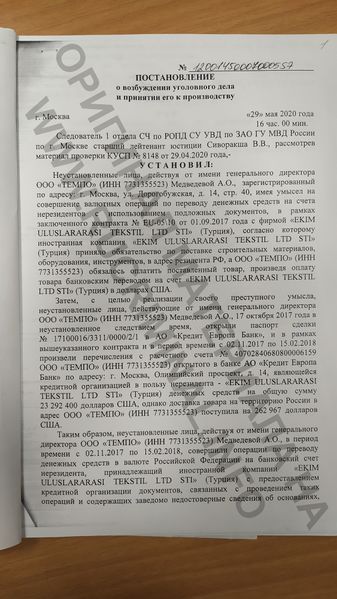 1
№ 12001450007000557
ПОСТАНОВЛЕНИЕ
о возбуждении уголовного дела
и принятии его к производству
г. Москва «29» мая 2020 года
16 час. 00 мин.
Следователь 1 отдела СЧ по РОПД СУ УВД по ЗАО ГУ МВД России
по г. Москве старший лейтенант юстиции Сиворакша В.В., рассмотрев
материал проверки КУСП № 8148 от 29.04.2020 года,-
УСТАНОВИЛ:
Неустановленные лица, действуя от имени генерального директора
ООО «ТЕМПО» (ИНН 7731355523) Медведевой А.О., зарегистрированный
по адресу: г. Москва, ул. Дорогобужская, д. 14, стр. 40, имея умысел на
совершение валютных операций по переводу денежных средств на счета
нерезидентов с использованием подложных документов, в рамках
заключенного контракта № EU-05/10 от 01.09.2017 с фирмой «EKIM
ULUSLARARASI TEKSTIL LTD STI» (Турция), согласно которому
иностранная компания «EKIM ULUSLARARASI TEKSTIL LTD STI»
(Турция) приняла обязательство по поставке строительных материалов,
оборудования, инструментов, в адрес резидента РФ, а ООО «ТЕМПО» (ИНН
7731355523) обязалось оплатить поставленный товар, произведя оплату
товара банковским переводом на счет «EKIM ULUSLARARASI TEKSTIL
LTD STI» (Турция) в долларах США.
Затем, с целью реализации своего преступного умысла,
неустановленные лица, действующие от имени генерального директора
ООО «ТЕМПО» (ИНН 7731355523) Медведевой А.О., 17 октября 2017 года в
неустановленное следствием время, оформили паспорт сделки
№ 17100016/3311/0000/2/1 в АО «Кредит Европа Банк», и в рамках
вышеуказанного контракта и в период времени с 02.11.2017 по 15.02.2018
произвели перечисления с расчетного счета № 40702840680800006159
ООО «ТЕМПО» (ИНН 7731355523) открытого в банке АО «Кредит Европа
Банк» по адресу: г. Москва, Олимпийский проспект, д. 14, являющейся
кредитной организацией в пользу нерезидента - «EKIM ULUSLARARASI
TEKSTIL LTD STI» (Турция) денежных средств на общую сумму
23 292 400 долларов США, однако поставка товара на территорию России в
адрес ООО «ТЕМПО» (ИНН 7731355523) поступила на 262 967 долларов
США.
Таким образом, неустановленные лица, действуя от имени генерального
директора ООО «ТЕМПО» (ИНН 7731355523) Медведевой А.О., в период
времени с 02.11.2017 по 15.02.2018, совершили операции по переводу
денежных средств в валюте Российской Федерации на банковский счет
нерезидента, принадлежащий иностранной компании «EKIM
ULUSLARARASI TEKSTIL LTD STI» (Турция) с предоставлением
кредитной организации документов, связанных с проведением таких
операций и содержащих заведомо недостоверные сведения об основаниях,